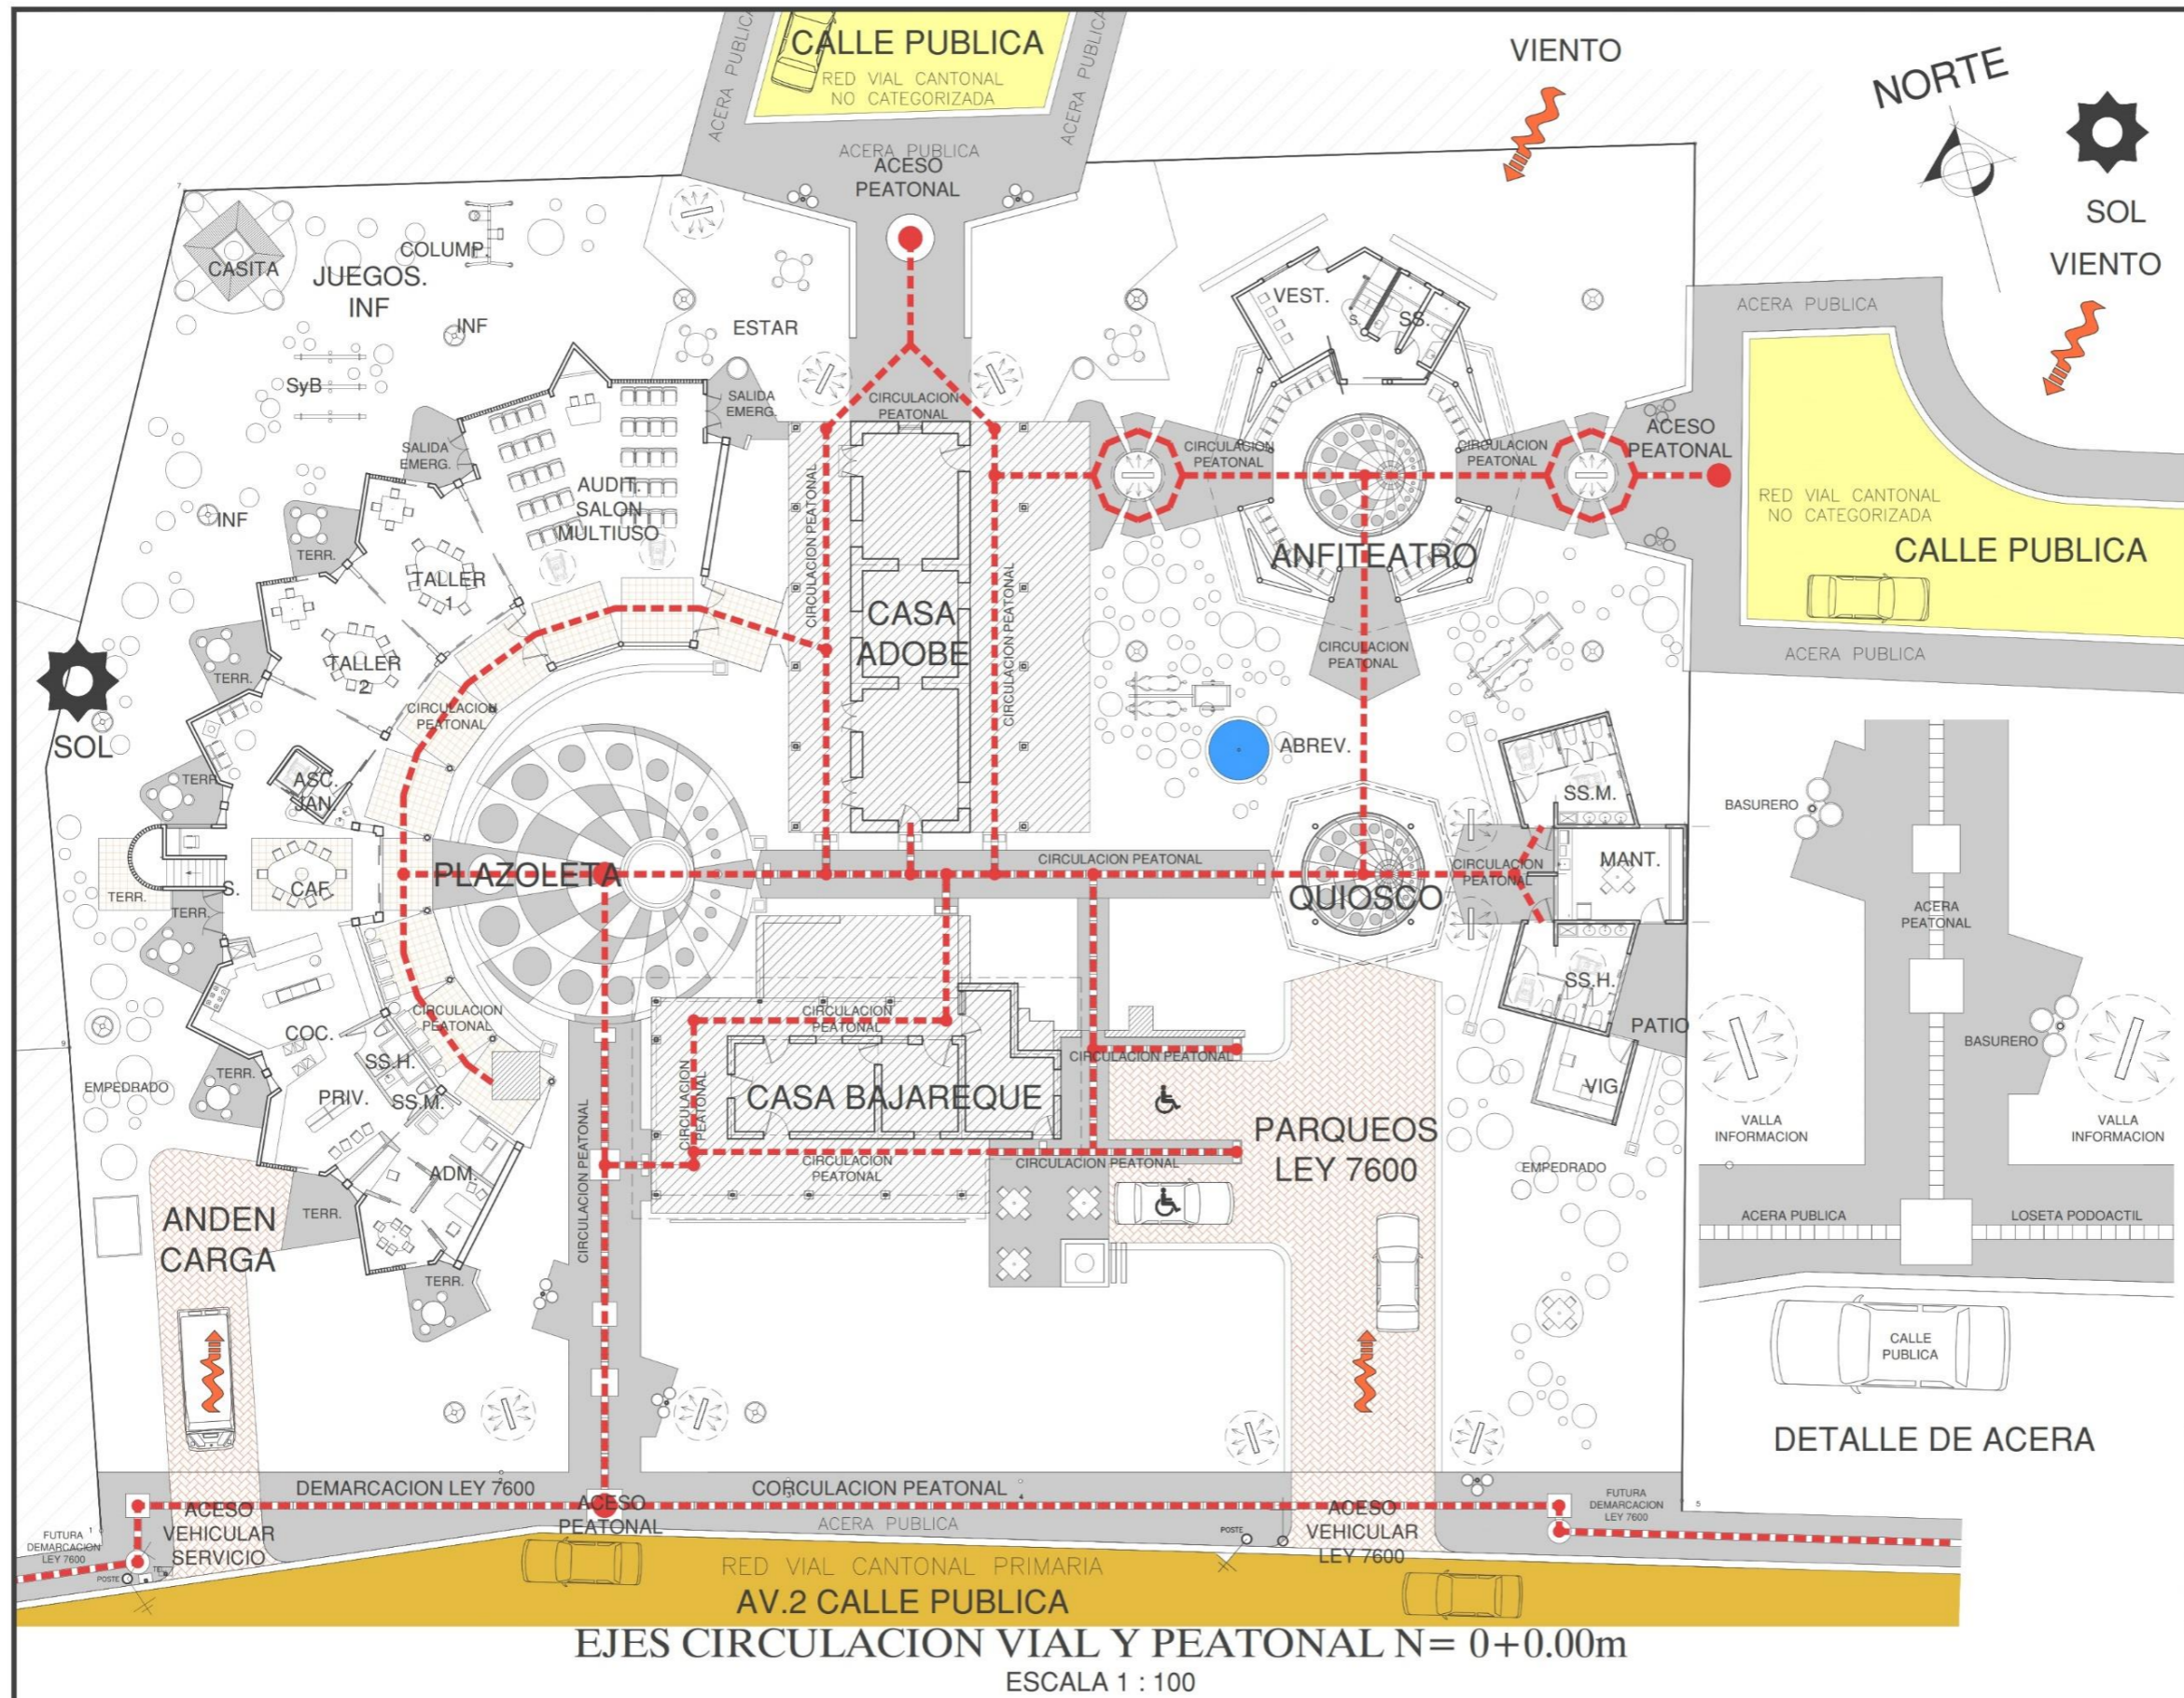 CALLE PUBLICA
RED VIAL CANTONAL
NO CATEGORIZADA
ACERA PUBLICA
ACERA PUBLICA
ACERA PUBLICA
ACESO
PEATONAL
VIENTO
NORTE
SOL
VIENTO
CASITA
COLUMP.
JUEGOS.
INF
INF
ESTAR
SyB
INF
SALIDA
EMERG.
SALIDA
EMERG.
AUDIT.
SALON
MULTIUSO
CIRCULACION
PEATONAL
VEST.
S.
SS.
CIRCULACION
PEATONAL
CIRCULACION
PEATONAL
ACESO
PEATONAL
ACERA PUBLICA
RED VIAL CANTONAL
NO CATEGORIZADA
CALLE PUBLICA
ACERA PUBLICA
ANFITEATRO
CIRCULACION
PEATONAL
TERR.
TALLER
1
TERR.
TALLER
2
CIRCULACION
PEATONAL
CIRCULACION PEATONAL
CASA
ADOBE
CIRCULACION PEATONAL
SOL
TERR.
ASC.
JAN.
TERR.
S.
CAF.
TERR.
PLAZOLETA
CIRCULACION PEATONAL
ABREV.
QUIOSCO
CIRCULACION
PEATONAL
SS.M.
MANT.
SS.H.
PATIO
VIG.
COC.
SS.H.
PRIV.
SS.M.
TERR.
ADM.
TERR.
TERR.
CIRCULACION
PEATONAL
EMPEDRADO
ANDEN
CARGA
CIRCULACION PEATONAL
CIRCULACION
PEATONAL
CIRCULACION
PEATONAL
CASA BAJAREQUE
CIRCULACION
PEATONAL
CIRCULACION PEATONAL
CIRCULACION PEATONAL
PARQUEOS
LEY 7600
EMPEDRADO
BASURERO
ACERA
PEATONAL
BASURERO
VALLA
INFORMACION
VALLA
INFORMACION
ACERA PUBLICA
LOSETA PODOACTIL
CALLE
PUBLICA
DETALLE DE ACERA
DEMARCACION LEY 7600
CORCULACION PEATONAL
FUTURA
DEMARCACION
LEY 7600
ACESO
VEHICULAR
SERVICIO
ACESO
PEATONAL
ACERA PUBLICA
POSTE
ACESO
VEHICULAR
LEY 7600
FUTURA
DEMARCACION
LEY 7600
POSTE
RED VIAL CANTONAL PRIMARIA
AV.2 CALLE PUBLICA
EJES CIRCULACION VIAL Y PEATONAL N= 0+0.00m
ESCALA 1 : 100